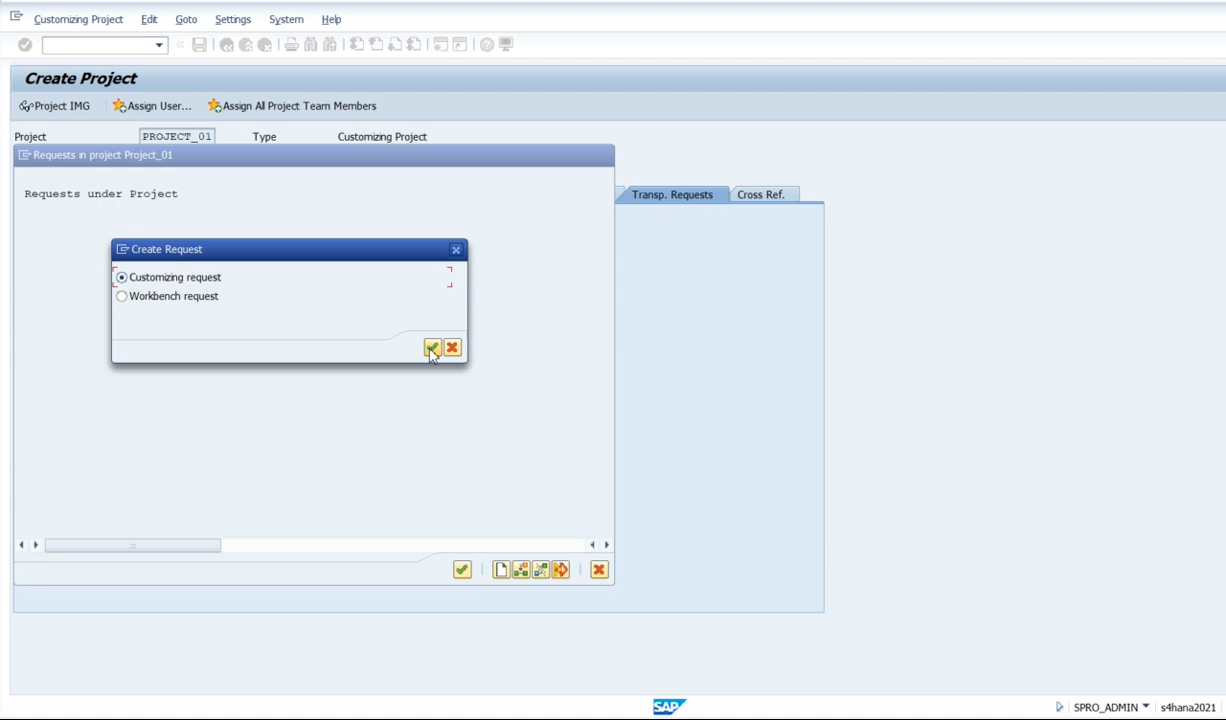 Customizing Project Edit Goto Settings System Help
Create Project
Project IMG Assign User... Assign All Project Team Members
Project PROJECT_01 Type Customizing Project
Requests in project Project_01
Requests under Project
Transp. Requests Cross Ref.
Create Request
Customizing request
Workbench request
SAP SPRO_ADMIN s4hana2021